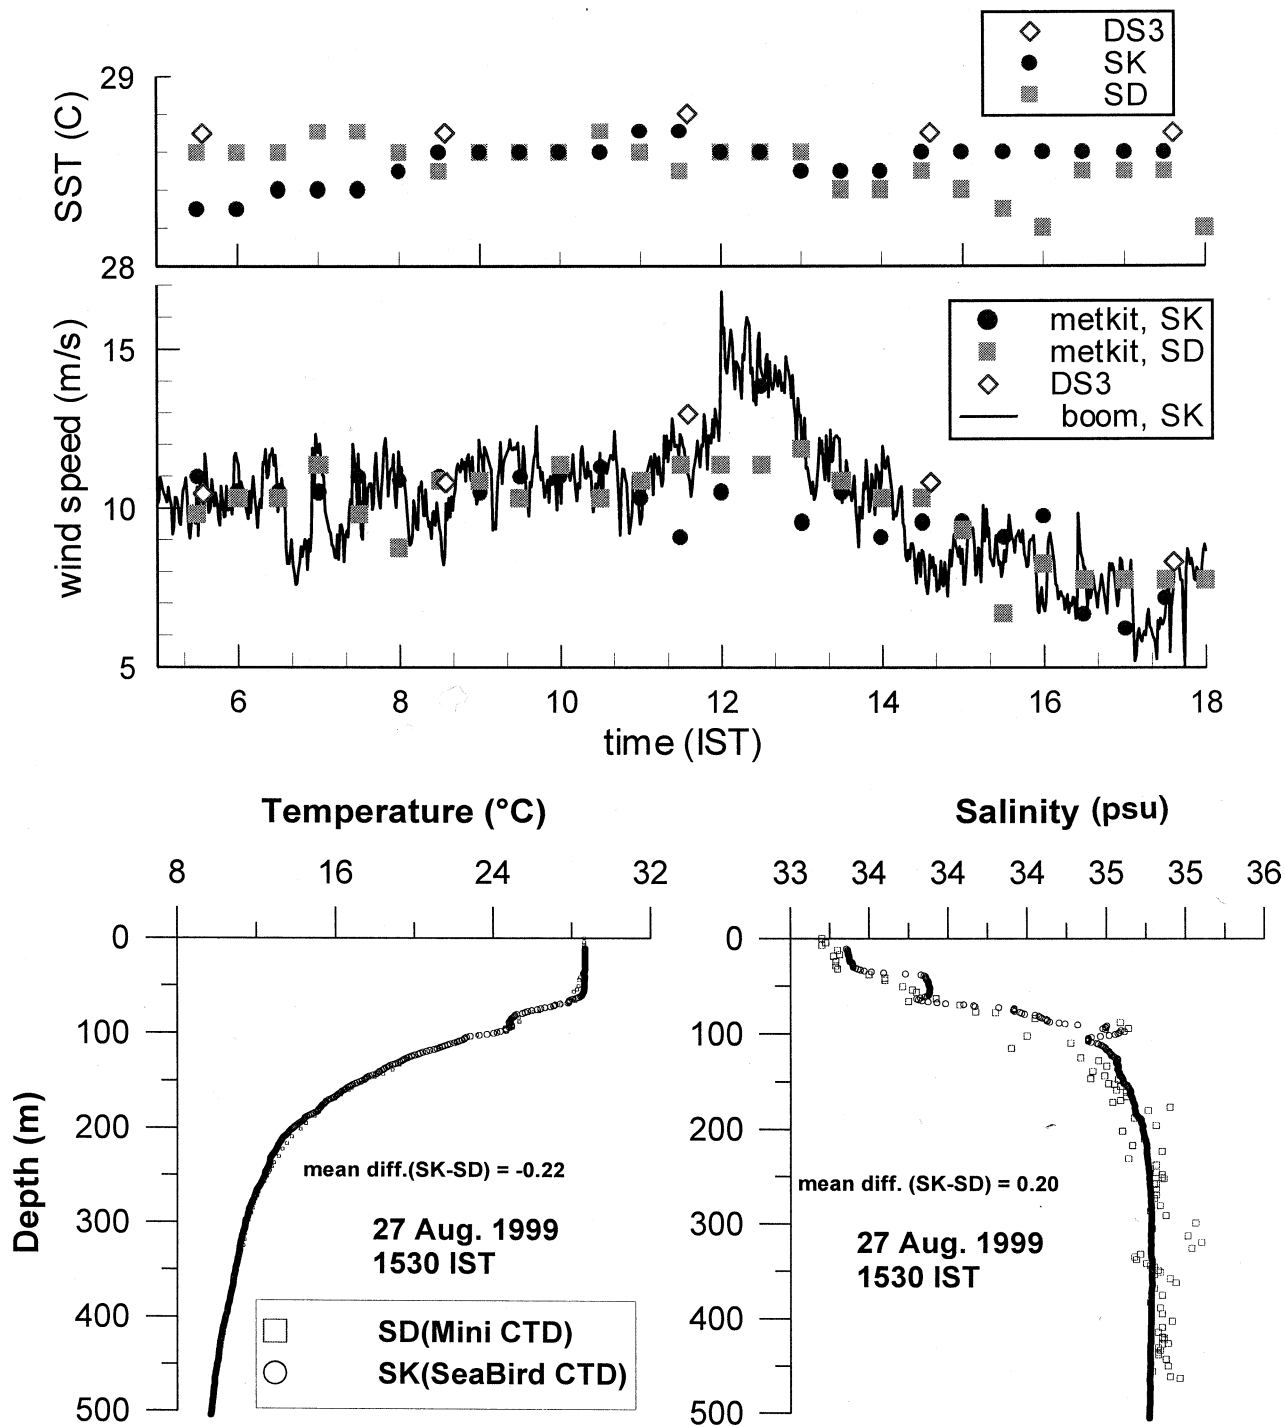 DS3
SK
SD
29
SST (C)
28
metkit, SK
metkit, SD
DS3
boom, SK
15
wind speed (m/s)
10
5
6 8 10 12 14 16 18
time (IST)
Temperature (°C)
8 16 24 32
0
100
200
300
400
500
Depth (m)
mean diff.(SK-SD) = -0.22
27 Aug. 1999
1530 IST
SD(Mini CTD)
SK(SeaBird CTD)
Salinity (psu)
33 34 34 34 35 35 36
0
100
200
300
400
500
mean diff. (SK-SD) = 0.20
27 Aug. 1999
1530 IST